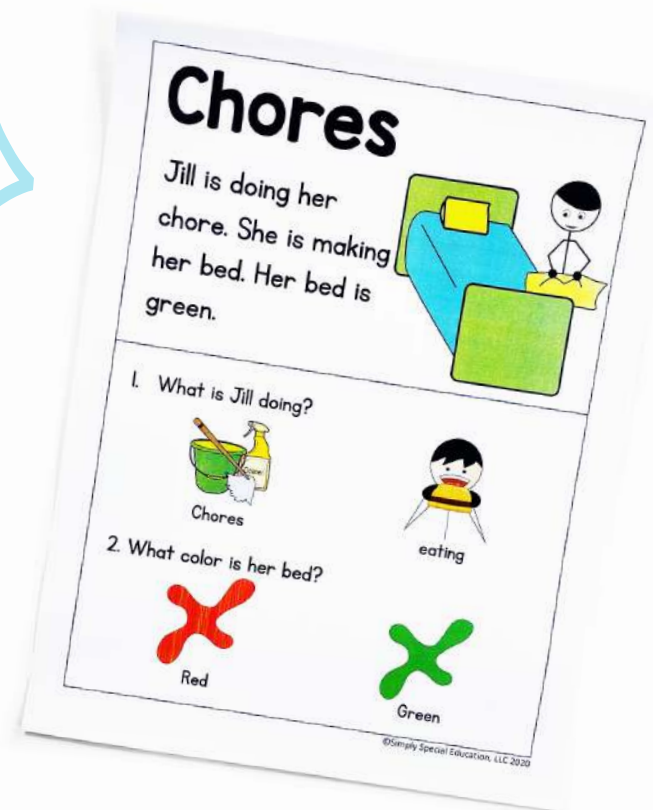 Chores
Jill is doing her
chore. She is making
her bed. Her bed is
green.
1. What is Jill doing?
Chores
eating
2. What color is her bed?
Red
Green
©Simply Special Education, LLC 2020